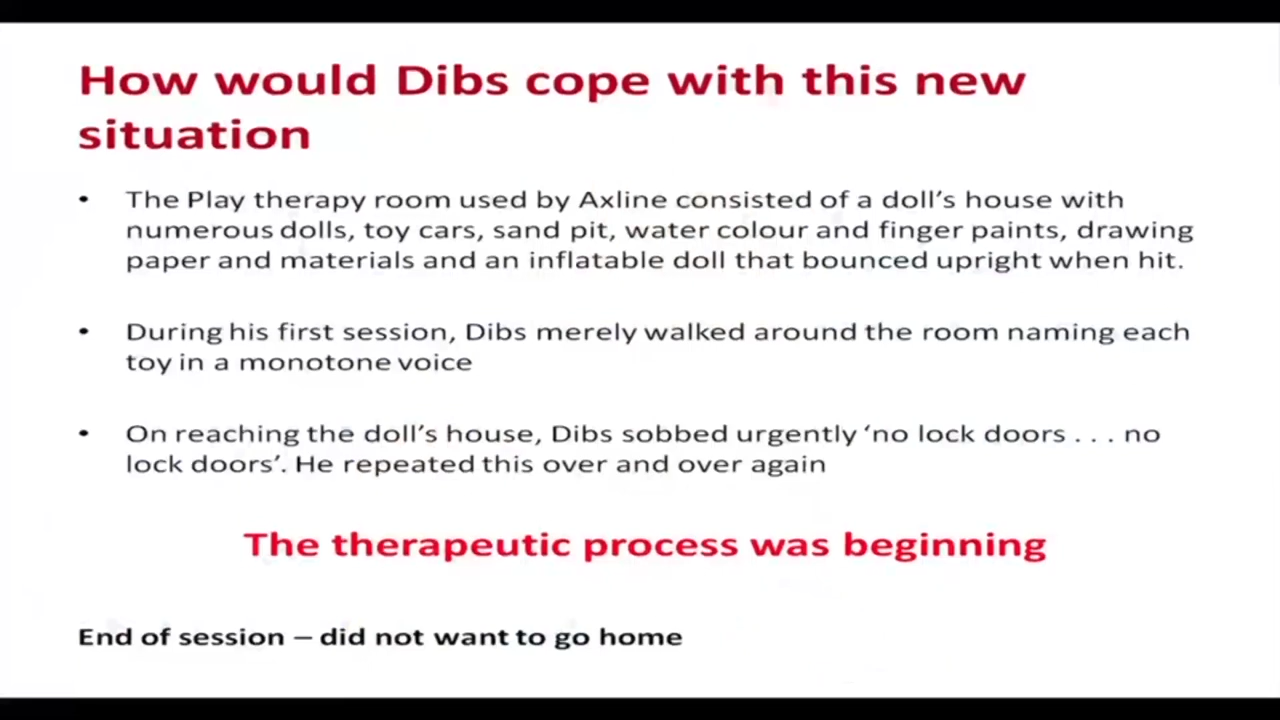 How would Dibs cope with this new
situation
• The Play therapy room used by Axline consisted of a doll’s house with
numerous dolls, toy cars, sand pit, water colour and finger paints, drawing
paper and materials and an inflatable doll that bounced upright when hit.
• During his first session, Dibs merely walked around the room naming each
toy in a monotone voice
• On reaching the doll’s house, Dibs sobbed urgently ‘no lock doors . . . no
lock doors’. He repeated this over and over again
The therapeutic process was beginning
End of session – did not want to go home